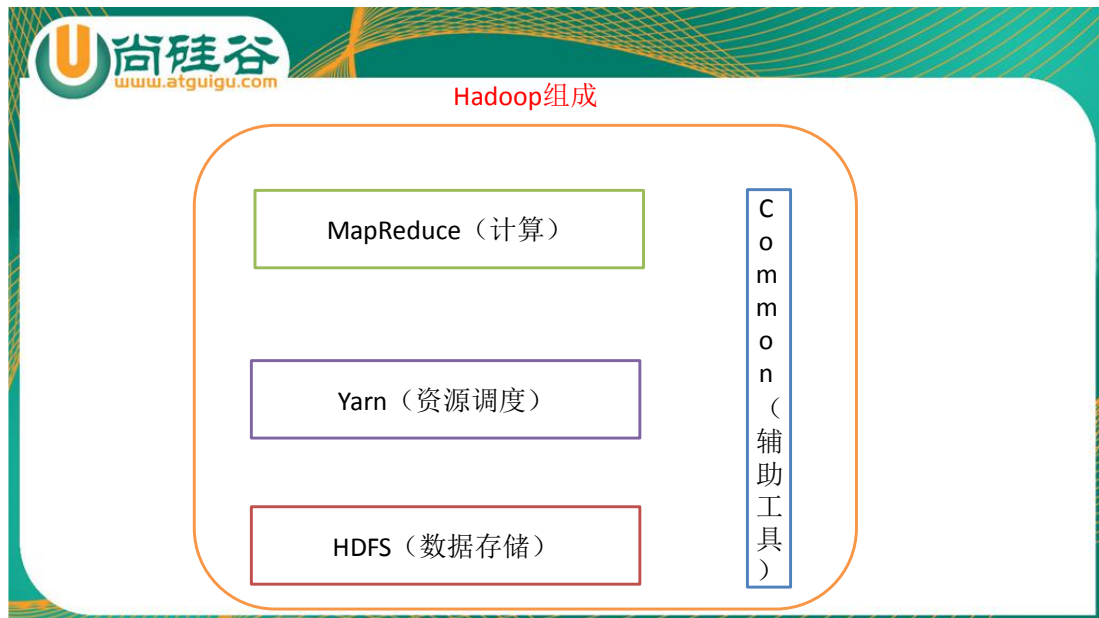 尚硅谷
www.atguigu.com
Hadoop组成
MapReduce（计算）
Yarn（资源调度）
HDFS（数据存储）
Common（辅助工具）